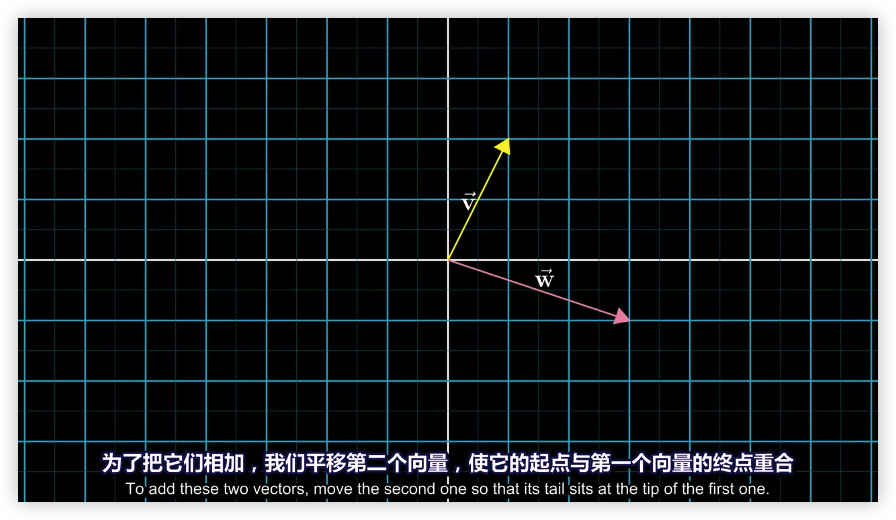 v⃗
w⃗
为了把它们相加，我们平移第二个向量，使它的起点与第一个向量的终点重合
To add these two vectors, move the second one so that its tail sits at the tip of the first one.